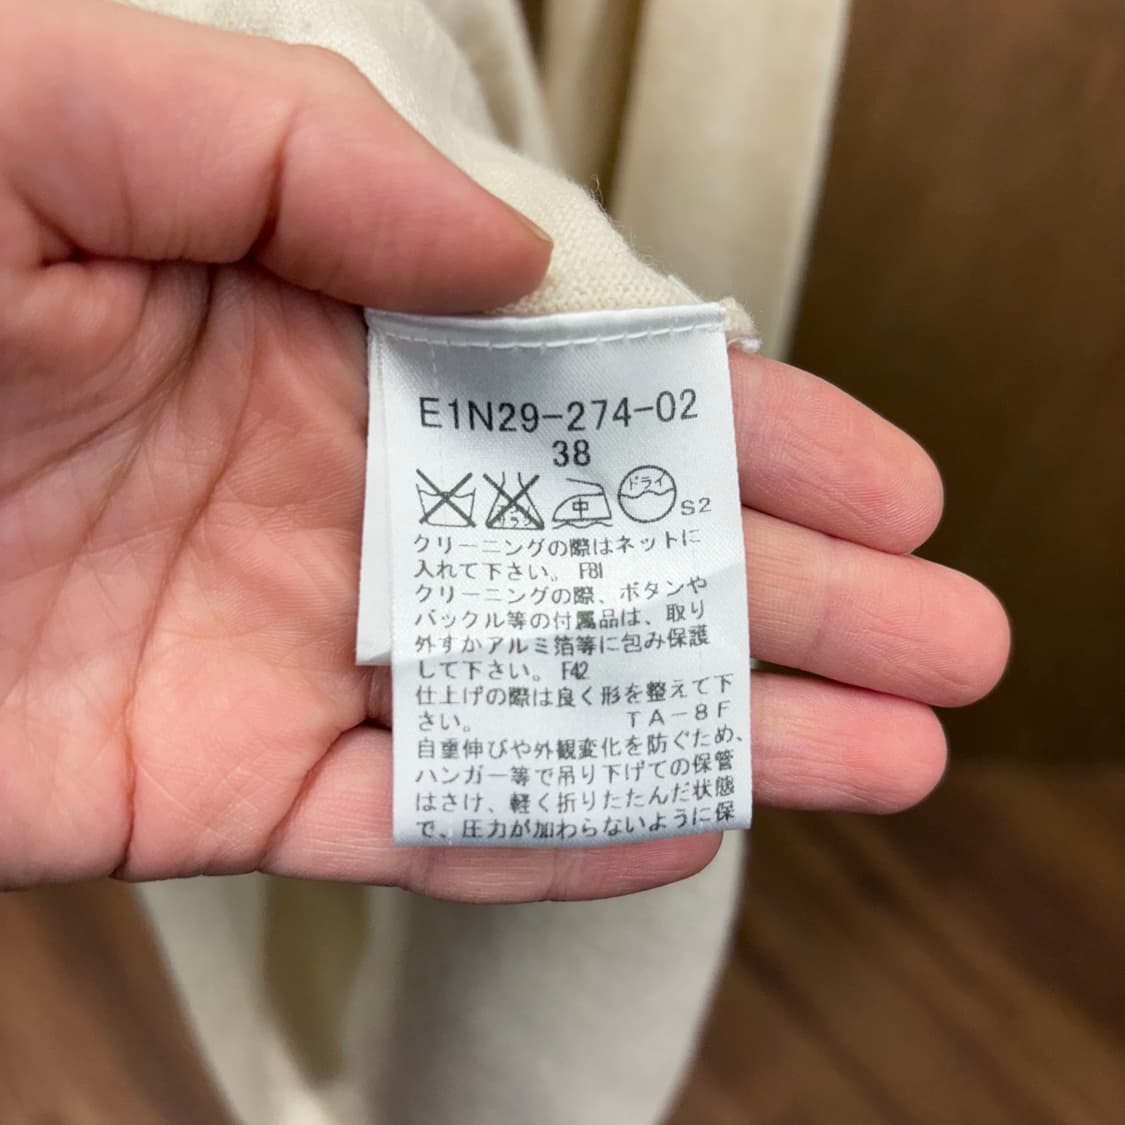 E1N29-274-02
38
中 ドライ S2
クリーニングの際はネットに
入れて下さい。 F81
クリーニングの際、ボタンや
バックル等の付属品は、取り
外すかアルミ箔等に包み保護
して下さい。 F42
仕上げの際は良く形を整えて下
さい。 TA-8F
自重伸びや外観変化を防ぐため、
ハンガー等で吊り下げての保管
はさけ、軽く折りたたんだ状態
で、圧力が加わらないように保